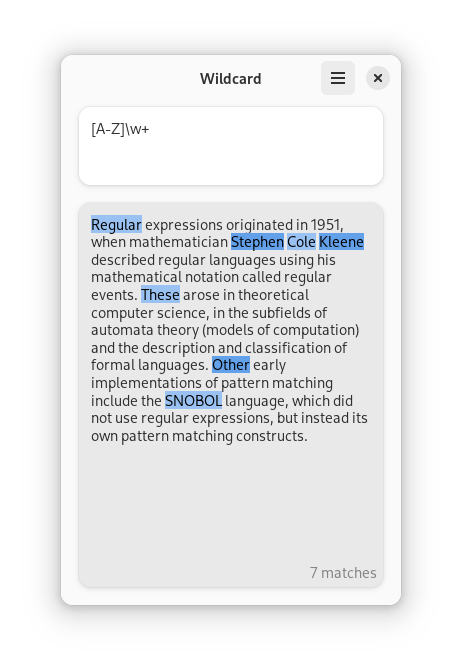 Wildcard
[A-Z]\w+
Regular expressions originated in 1951,
when mathematician Stephen Cole Kleene
described regular languages using his
mathematical notation called regular
events. These arose in theoretical
computer science, in the subfields of
automata theory (models of computation)
and the description and classification of
formal languages. Other early
implementations of pattern matching
include the SNOBOL language, which did
not use regular expressions, but instead its
own pattern matching constructs.
7 matches